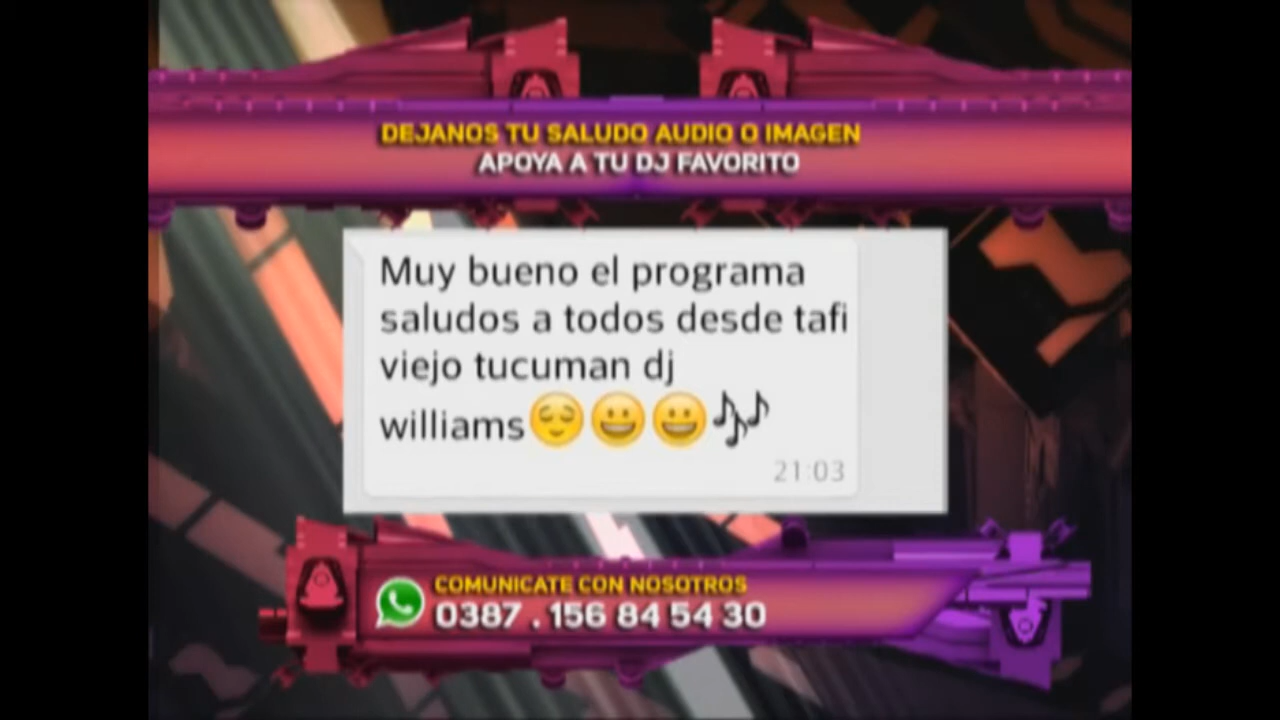 DEJANOS TU SALUDO AUDIO O IMAGEN
APOYA A TU DJ FAVORITO
Muy bueno el programa
saludos a todos desde tafi
viejo tucuman dj
williams😌😀😀🎶
21:03
COMUNICATE CON NOSOTROS
0387 . 156 84 54 30